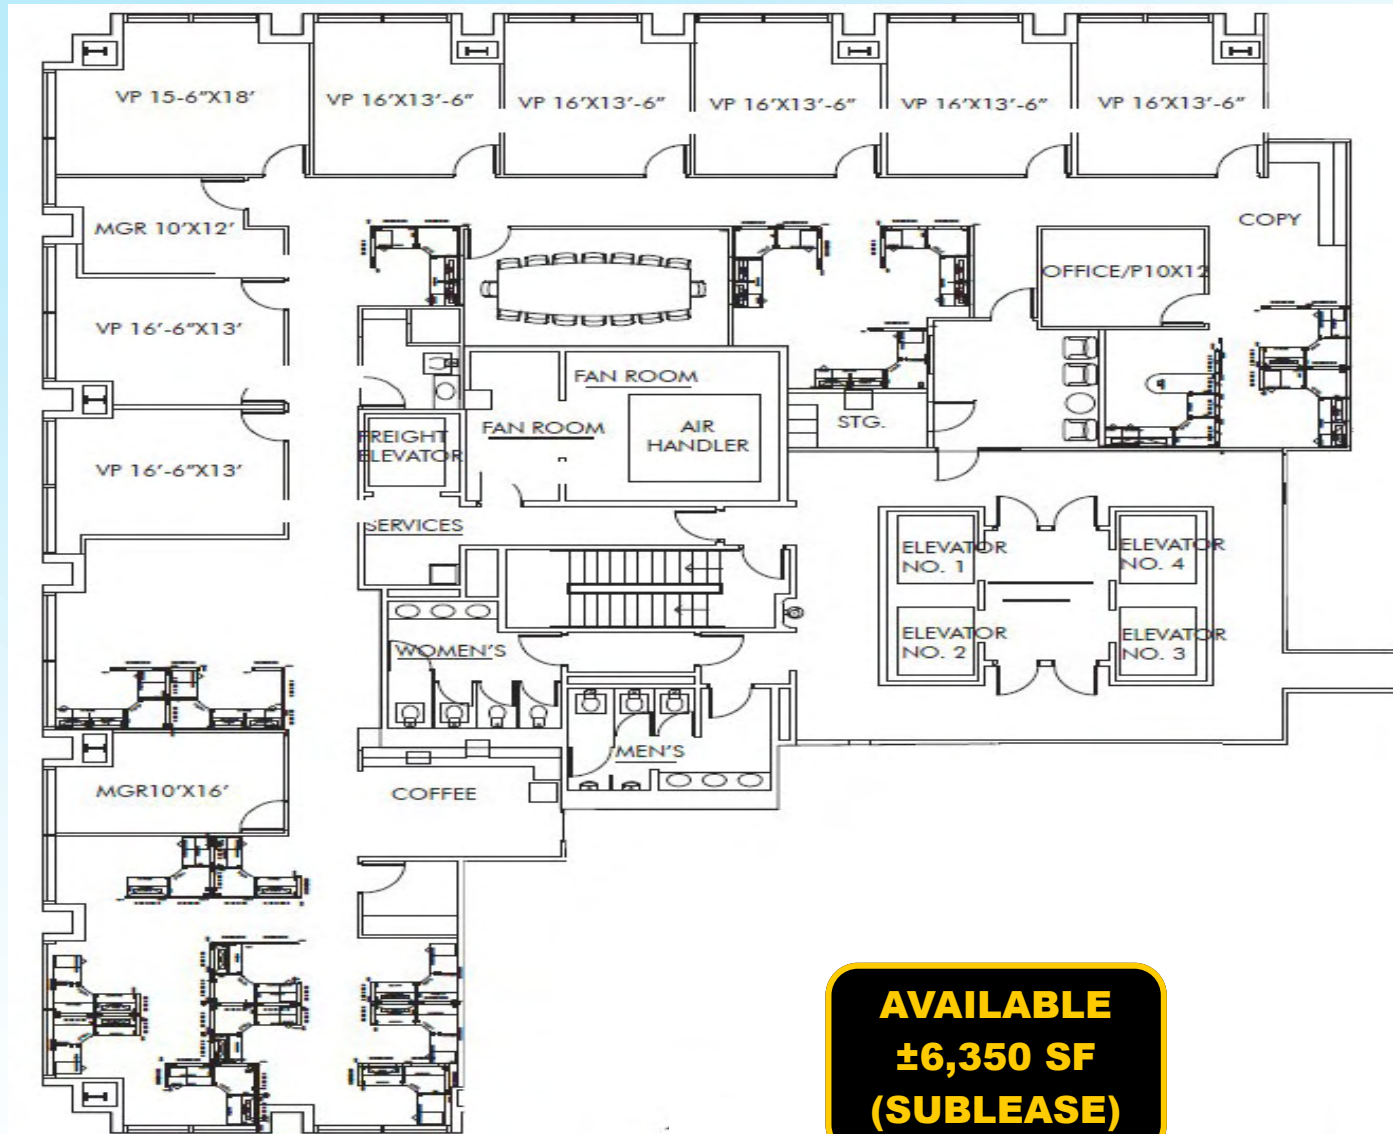 VP 15-6"X18'
VP 16'X13'-6"
VP 16'X13'-6"
VP 16'X13'-6"
VP 16'X13'-6"
VP 16'X13'-6"
MGR 10'X12'
COPY
OFFICE/P10X12
VP 16'-6"X13'
FAN ROOM
FAN ROOM
AIR
HANDLER
STG.
FREIGHT
ELEVATOR
VP 16'-6"X13'
SERVICES
ELEVATOR
NO. 1
ELEVATOR
NO. 4
WOMEN'S
ELEVATOR
NO. 2
ELEVATOR
NO. 3
MEN'S
MGR10'X16'
COFFEE
AVAILABLE
±6,350 SF
(SUBLEASE)